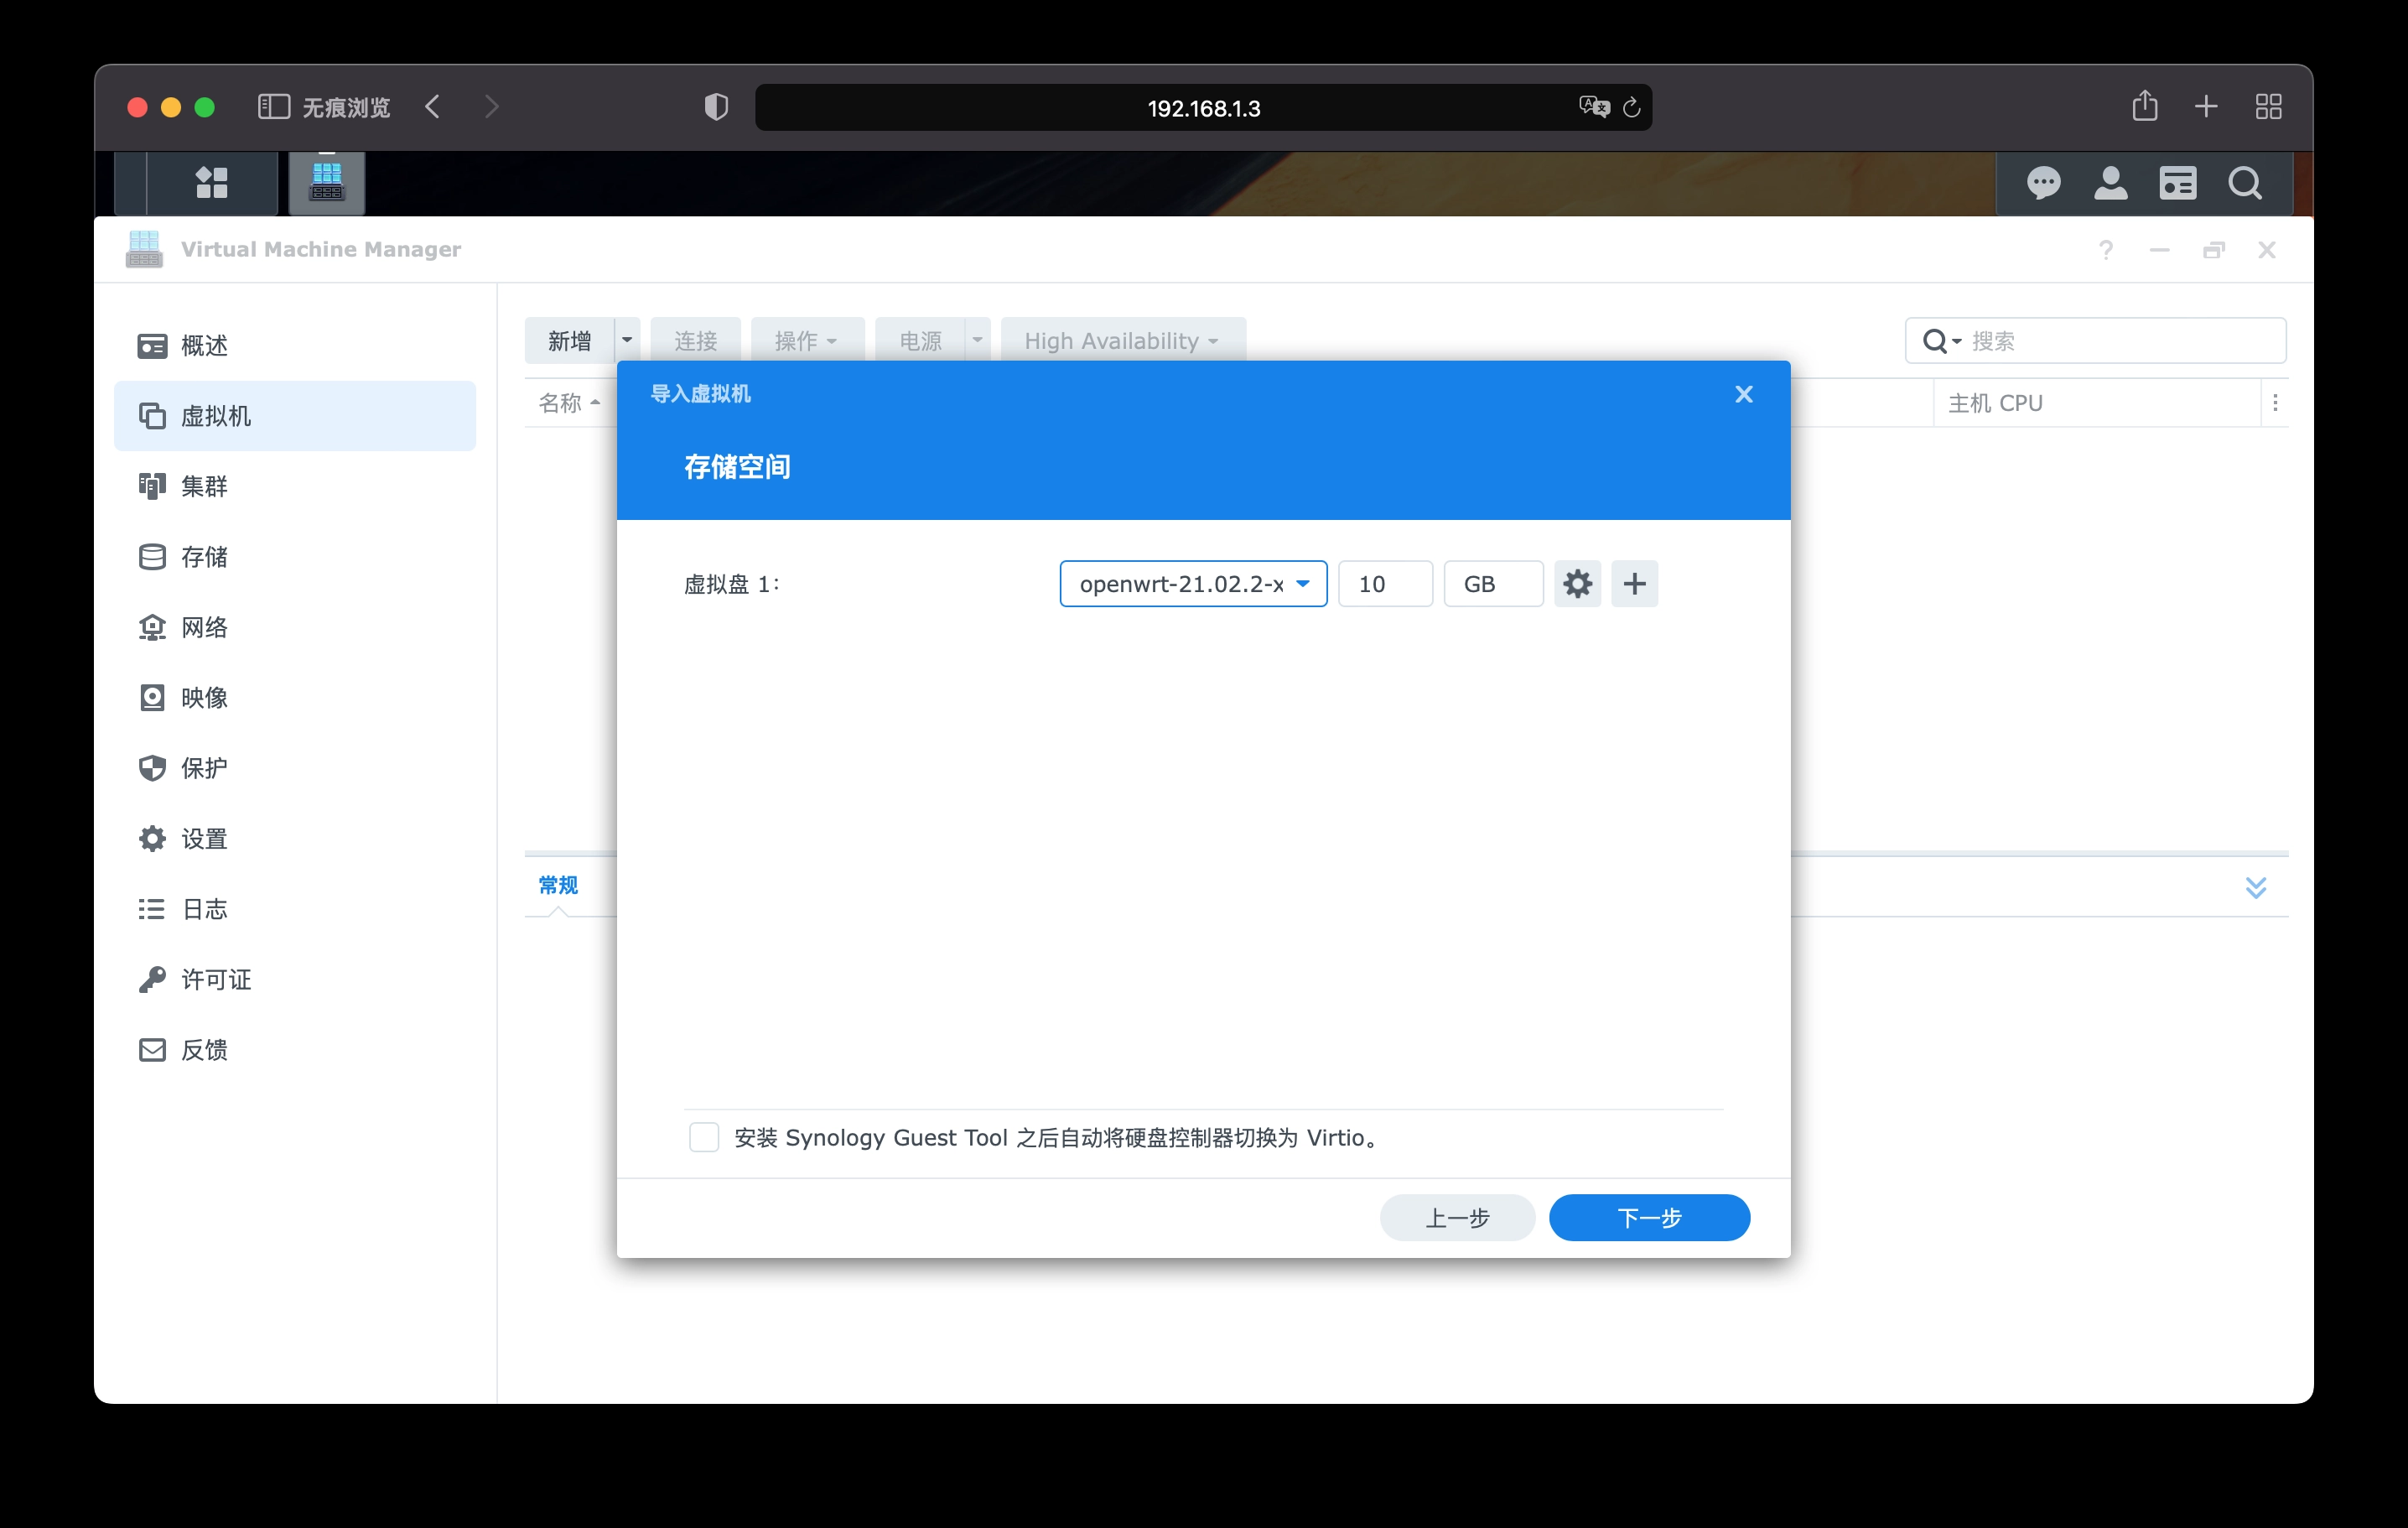 无痕浏览
192.168.1.3
Virtual Machine Manager
概述
虚拟机
集群
存储
网络
映像
保护
设置
日志
许可证
反馈
新增 连接 操作 电源 High Availability 搜索
名称 主机 CPU
导入虚拟机
存储空间
虚拟盘 1: openwrt-21.02.2-x 10 GB
常规
安装 Synology Guest Tool 之后自动将硬盘控制器切换为 Virtio。
上一步 下一步